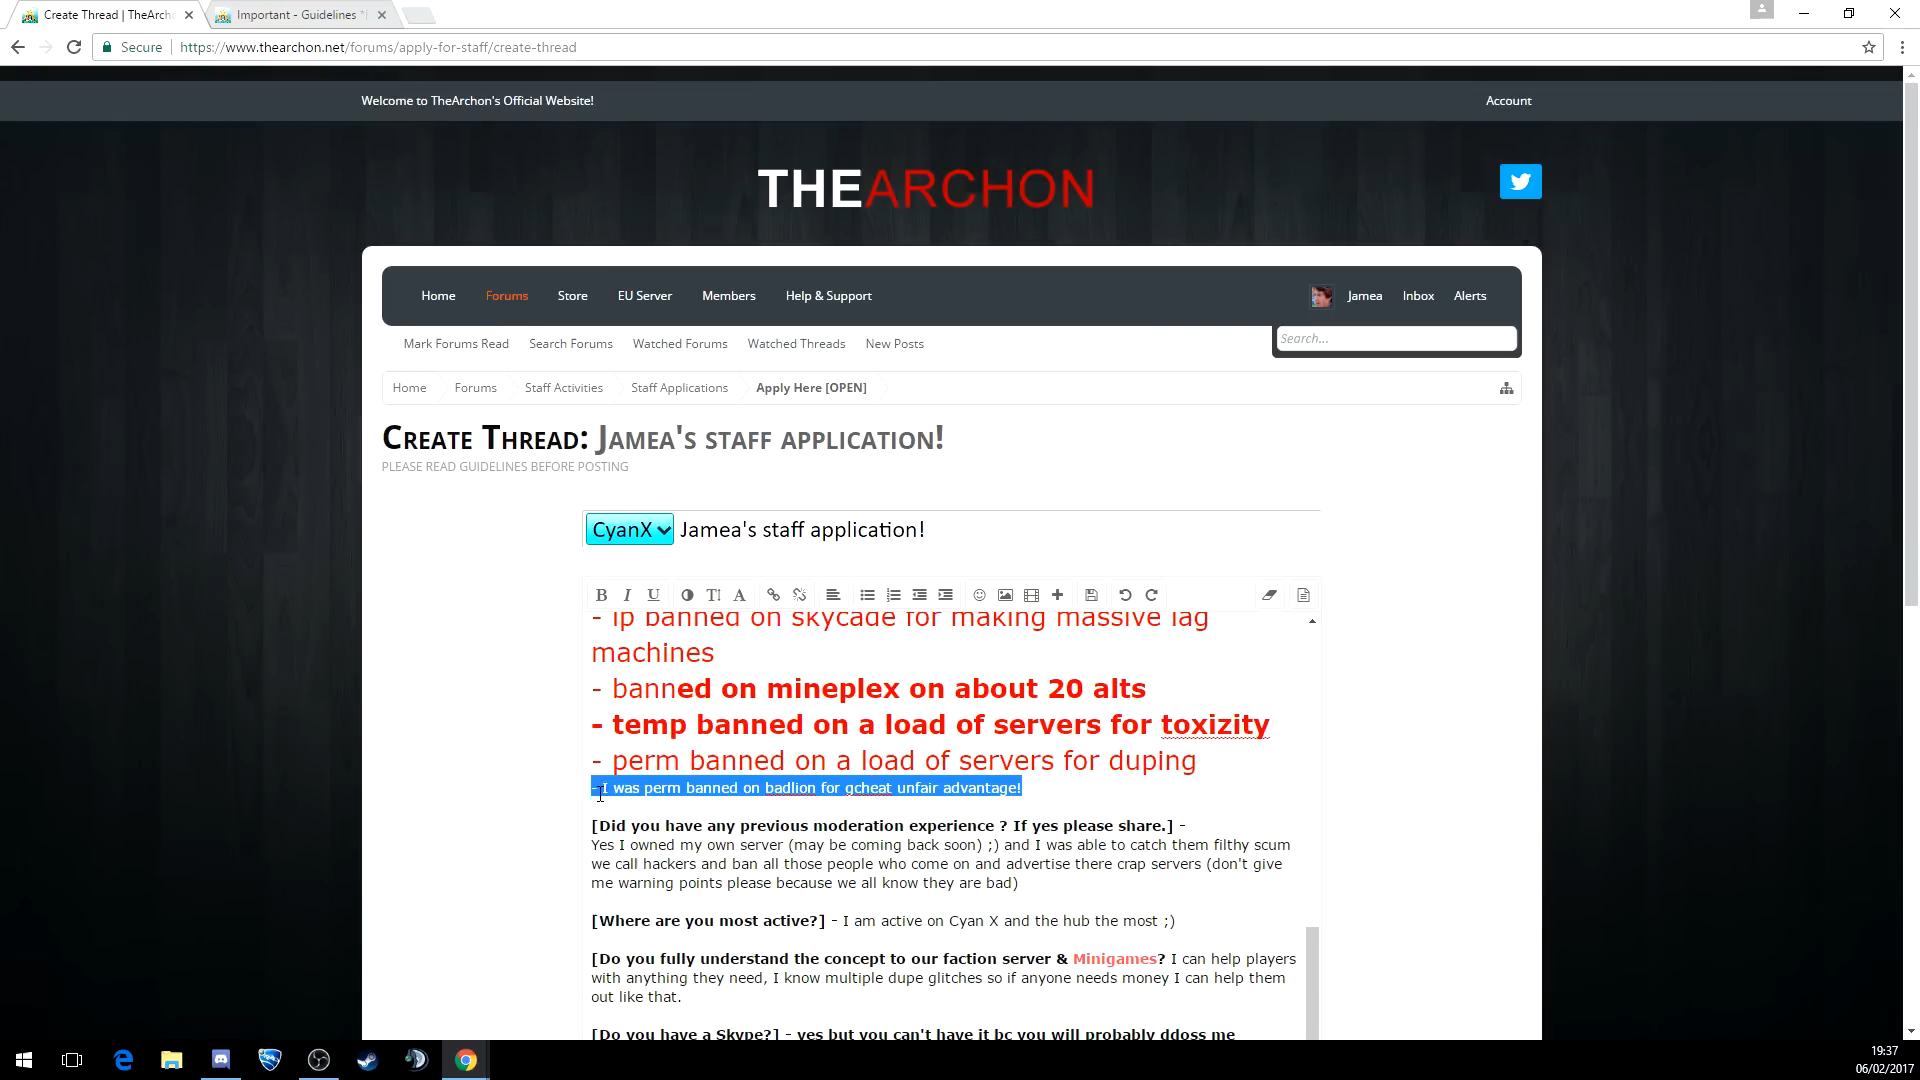 Create Thread | TheArch
Important - Guidelines *
Secure
https://www.thearchon.net/forums/apply-for-staff/create-thread
Welcome to TheArchon's Official Website!
Account
THEARCHON
Home
Forums
Store
EU Server
Members
Help & Support
Jamea
Inbox
Alerts
Mark Forums Read
Search Forums
Watched Forums
Watched Threads
New Posts
Search...
Home
Forums
Staff Activities
Staff Applications
Apply Here [OPEN]
Create Thread: Jamea's staff application!
PLEASE READ GUIDELINES BEFORE POSTING
CyanX
Jamea's staff application!
- ip banned on skycade for making massive lag
machines
- banned on mineplex on about 20 alts
- temp banned on a load of servers for toxizity
- perm banned on a load of servers for duping
- I was perm banned on badlion for gcheat unfair advantage!
[Did you have any previous moderation experience ? If yes please share.] -
Yes I owned my own server (may be coming back soon) ;) and I was able to catch them filthy scum
we call hackers and ban all those people who come on and advertise there crap servers (don't give
me warning points please because we all know they are bad)
[Where are you most active?] - I am active on Cyan X and the hub the most ;)
[Do you fully understand the concept to our faction server & Minigames? I can help players
with anything they need, I know multiple dupe glitches so if anyone needs money I can help them
out like that.
[Do you have a Skype?] - yes but you can't have it bc you will probably ddoss me
19:37
06/02/2017